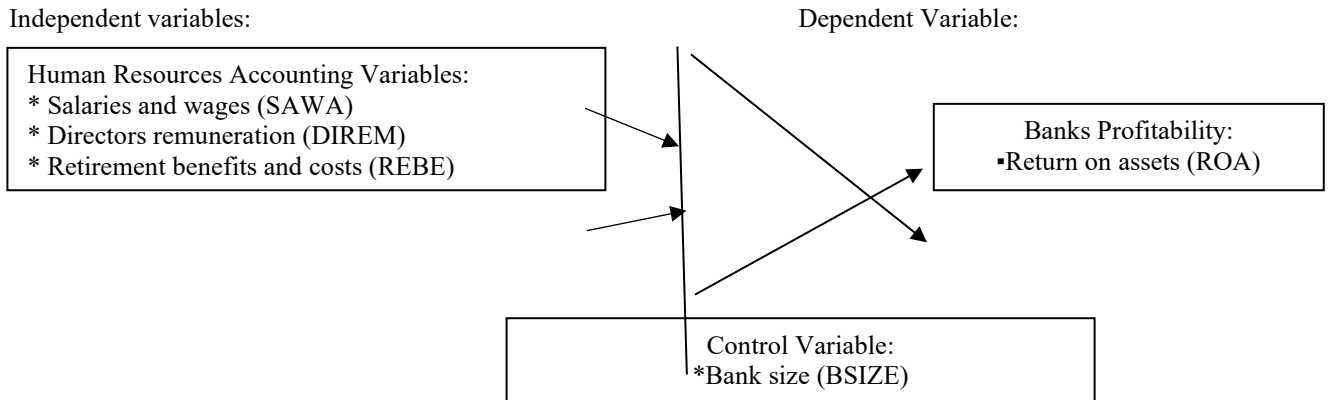 Independent variables:
Dependent Variable:
Human Resources Accounting Variables:
* Salaries and wages (SAWA)
* Directors remuneration (DIREM)
* Retirement benefits and costs (REBE)
Banks Profitability:
▪Return on assets (ROA)
Control Variable:
*Bank size (BSIZE)